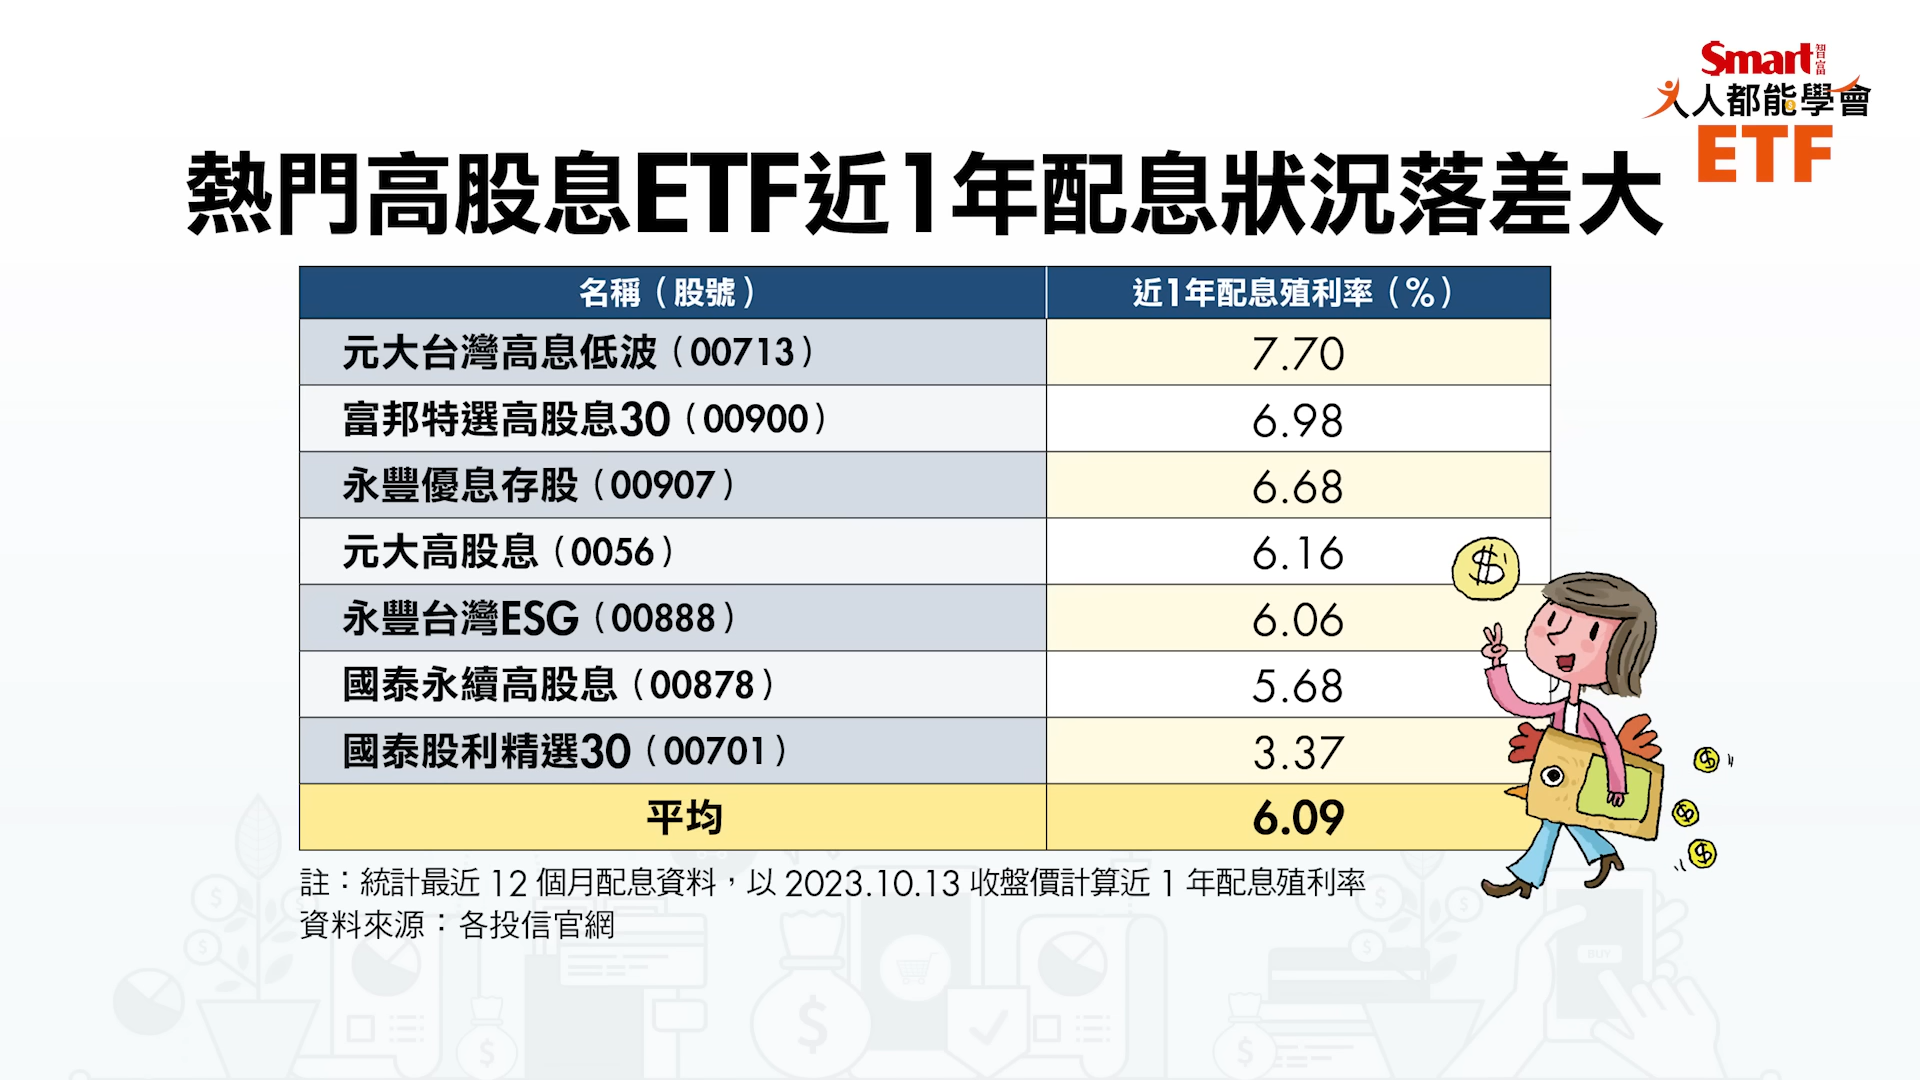 Smart智富
人人都能學會
ETF
熱門高股息ETF近1年配息狀況落差大
名稱（股號） 近1年配息殖利率（%）
元大台灣高息低波（00713） 7.70
富邦特選高股息30（00900） 6.98
永豐優息存股（00907） 6.68
元大高股息（0056） 6.16
永豐台灣ESG（00888） 6.06
國泰永續高股息（00878） 5.68
國泰股利精選30（00701） 3.37
平均 6.09
註：統計最近 12 個月配息資料，以 2023.10.13 收盤價計算近 1 年配息殖利率
資料來源：各投信官網
BUY